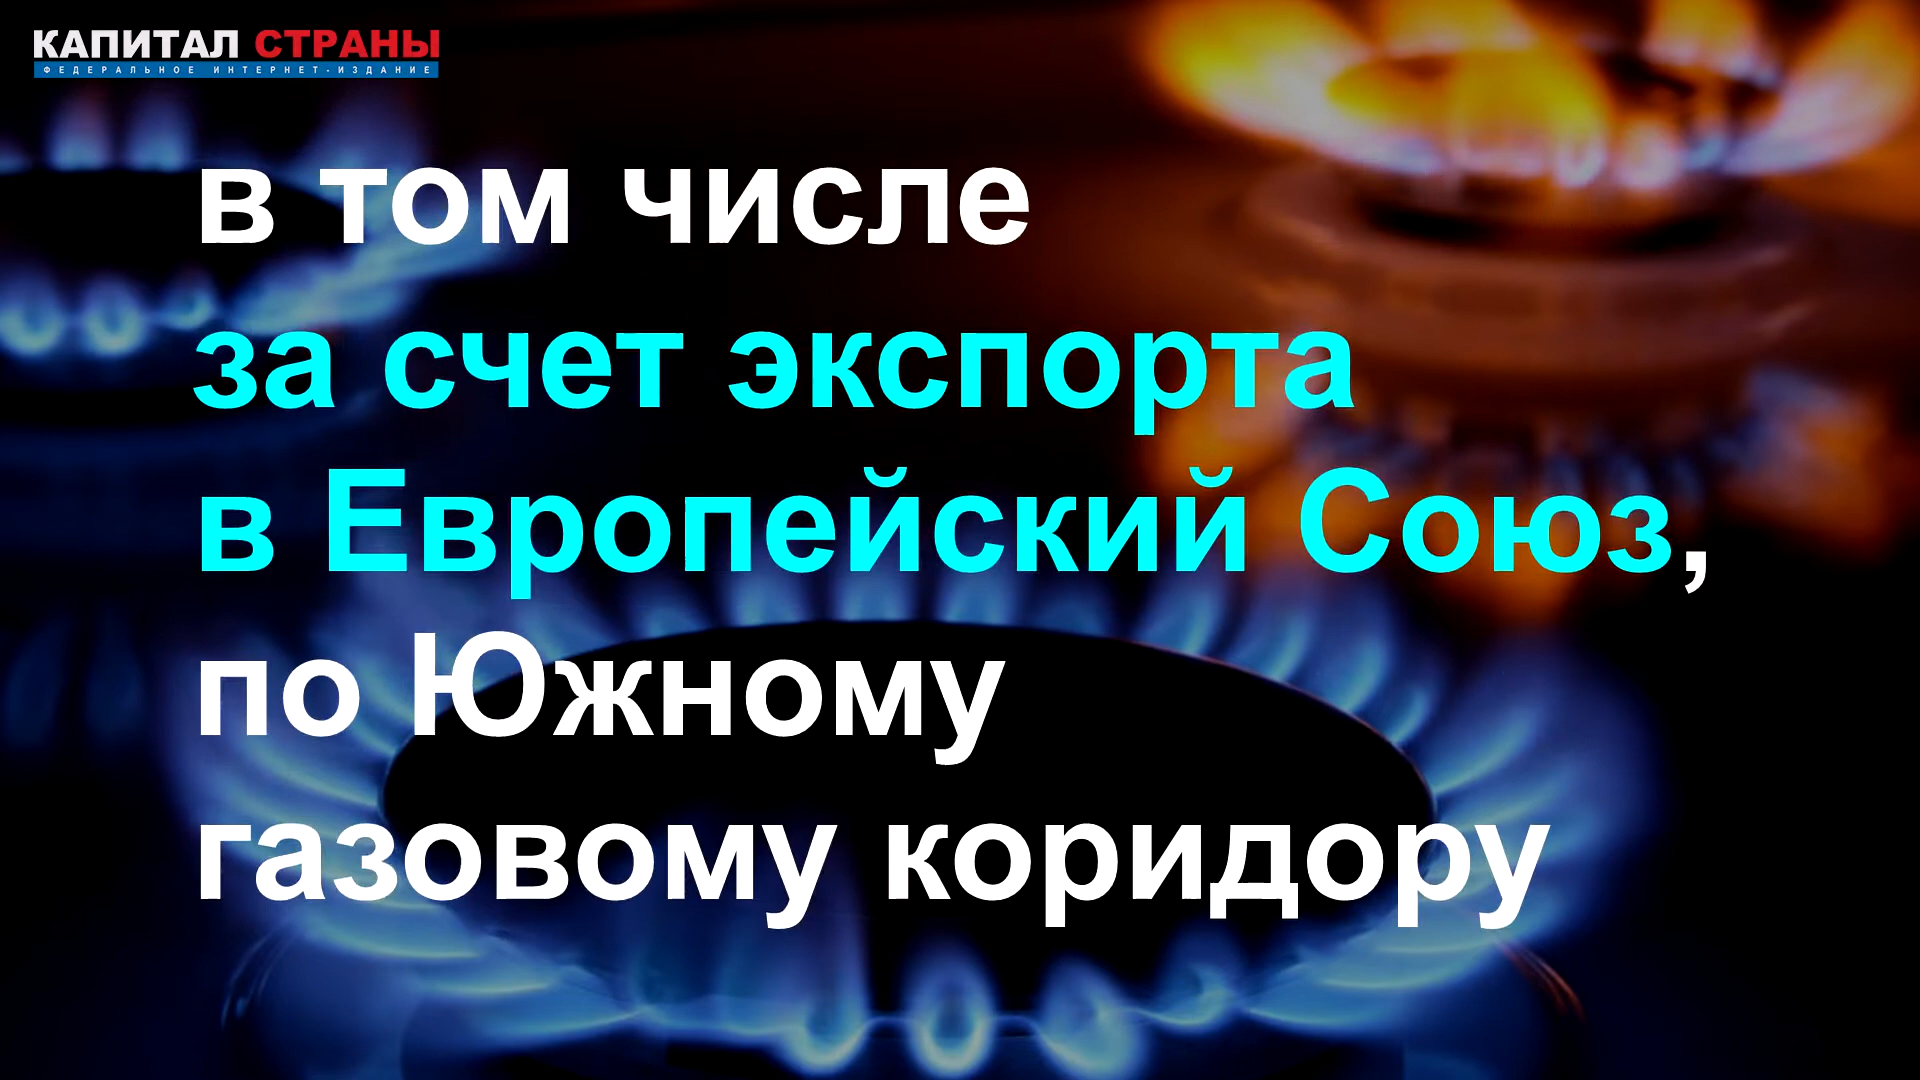 КАПИТАЛ СТРАНЫ
ФЕДЕРАЛЬНОЕ ИНТЕРНЕТ-ИЗДАНИЕ
в том числе
за счет экспорта
в Европейский Союз,
по Южному
газовому коридору